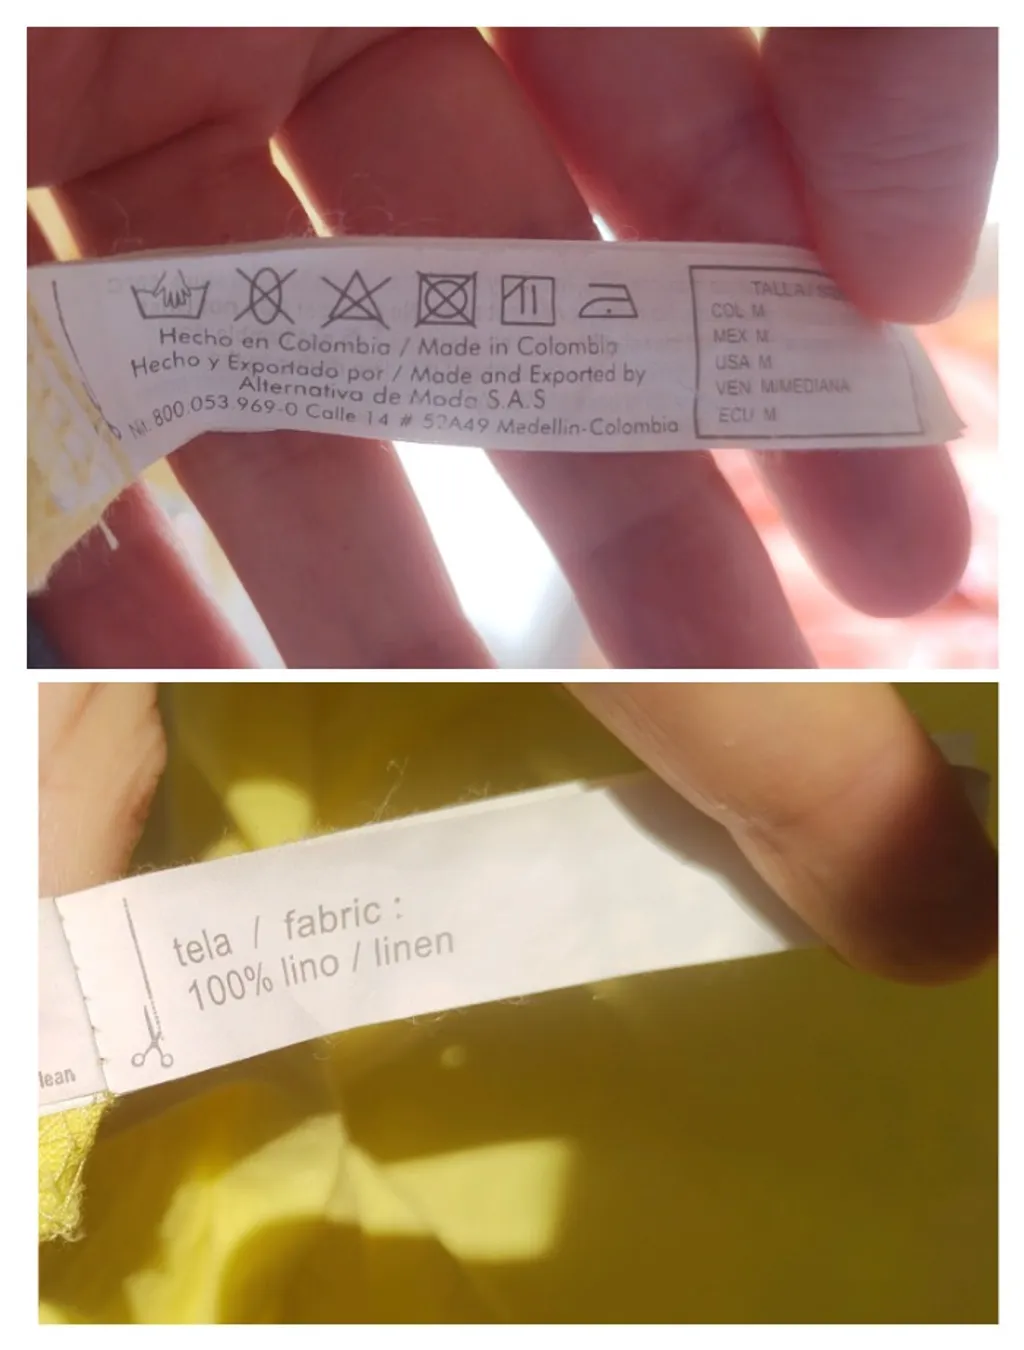 Hecho en Colombia / Made in Colombia
Hecho y Exportado por / Made and Exported by
Alternativa de Moda S.A.S
Nit. 800.053.969-0 Calle 14 # 52A49 Medellin-Colombia
TALLA/
COL M
MEX M
USA M
VEN M/MEDIANA
ECU M
tela / fabric :
100% lino / linen
lean